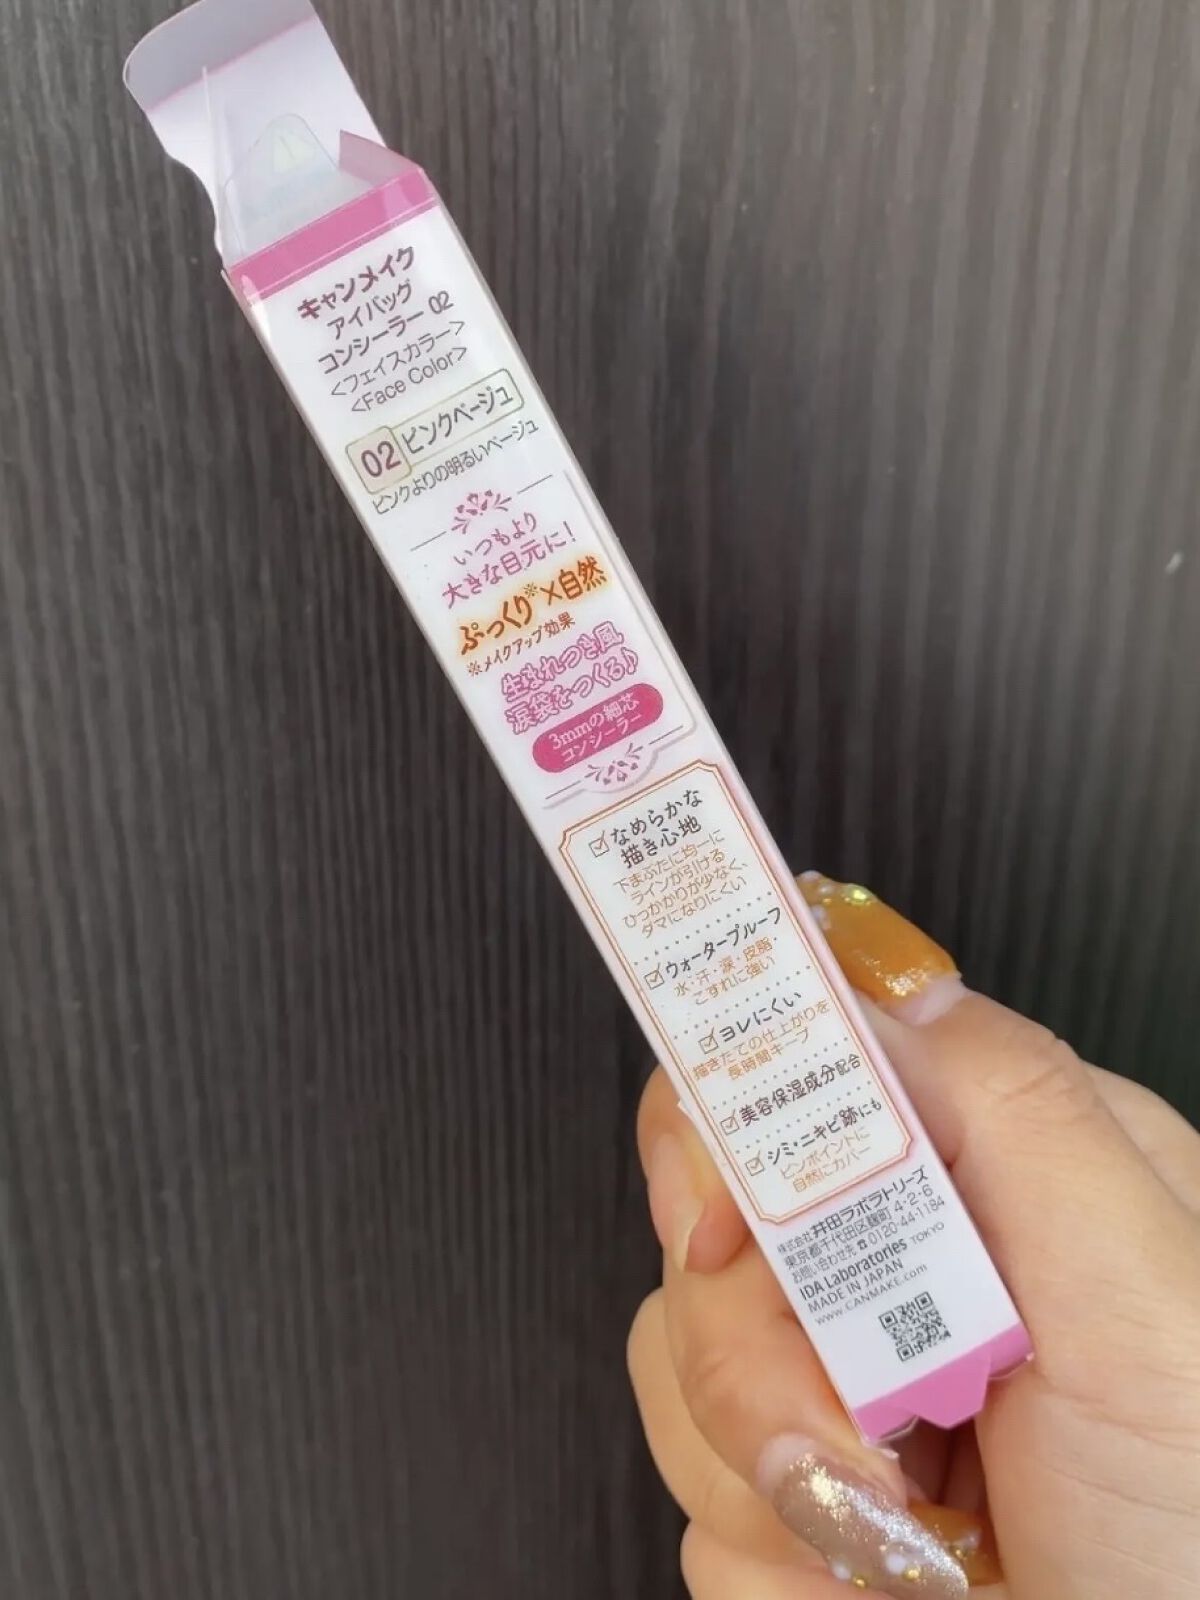 キャンメイク
アイバッグ
コンシーラー 02
<フェイスカラー>
<Face Color>
02 ピンクベージュ
ピンクよりの明るいベージュ
いつもより
大きな目元に!
ぷっくり※×自然
※メイクアップ効果
生まれつき風
涙袋をつくる♪
3mmの細芯
コンシーラー
☑なめらかな
描き心地
下まぶたに均一に
ラインが引ける
ひっかかりが少なく、
ダマになりにくい
☑ウォータープルーフ
水・汗・涙・皮脂・
こすれに強い
☑ヨレにくい
描きたての仕上がりを
長時間キープ
☑美容保湿成分配合
☑シミ・ニキビ跡にも
ピンポイントに
自然にカバー
株式会社 井田ラボラトリーズ
東京都千代田区麹町 4-2-6
お問い合わせ先 ☎0120-44-1184
IDA Laboratories TOKYO
MADE IN JAPAN
www.CANMAKE.com